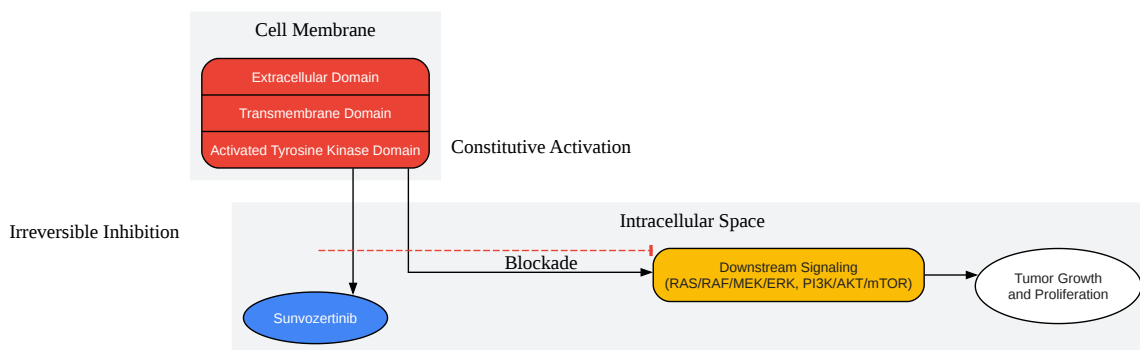 Cell Membrane
Extracellular Domain
Transmembrane Domain
Activated Tyrosine Kinase Domain
Constitutive Activation
Irreversible Inhibition
Intracellular Space
Blockade
Downstream Signaling
(RAS/RAF/MEK/ERK, PI3K/AKT/mTOR)
Tumor Growth
and Proliferation
Sunvozertinib